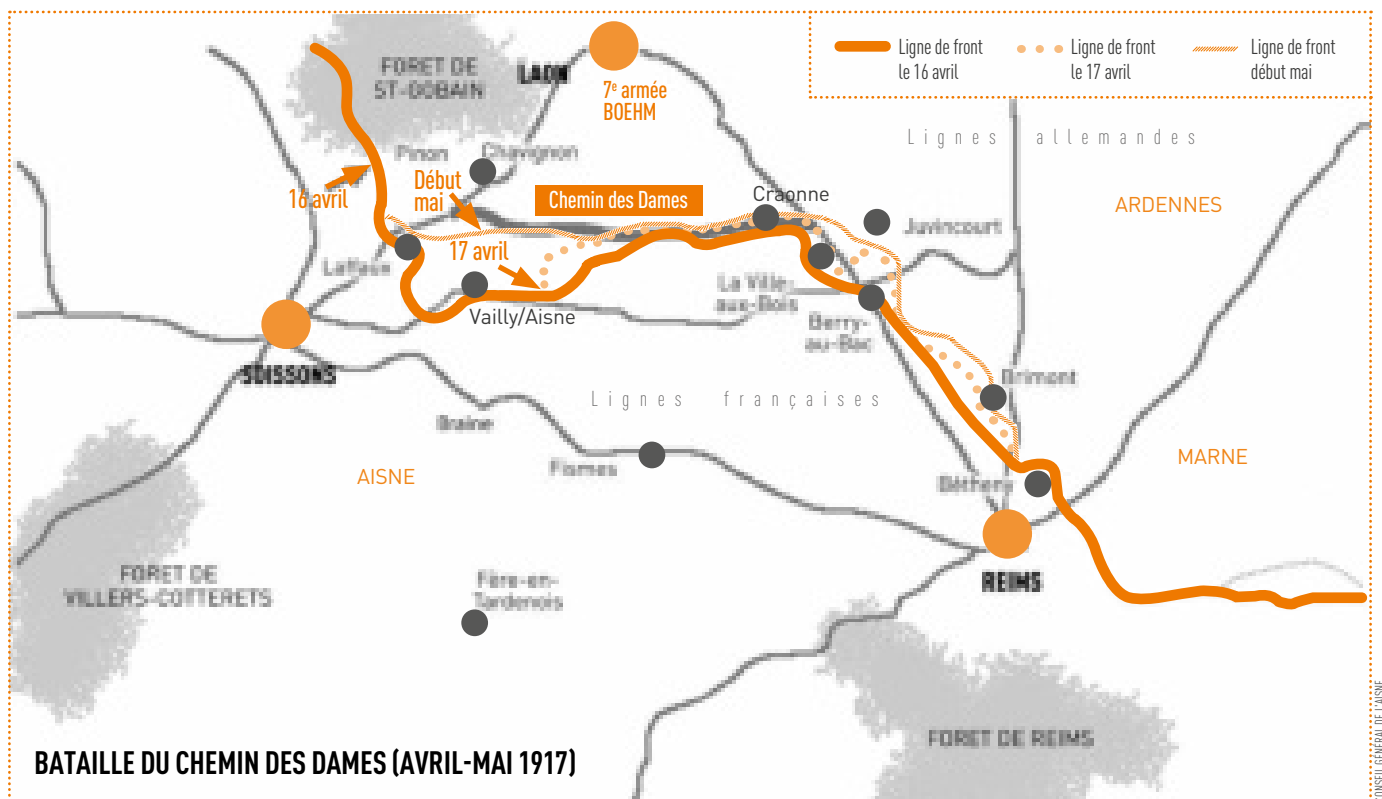 Ligne de front
le 16 avril
Ligne de front
le 17 avril
Ligne de front
début mai
FORET DE
ST-GOBAIN
LAON
7e armée
BOEHM
Lignes allemandes
Pinon
Chavignon
16 avril
Début
mai
Chemin des Dames
Craonne
ARDENNES
Juvincourt
17 avril
Laffaux
La Ville-
aux-Bois
Vailly/Aisne
Berry-
au-Bac
SOISSONS
Brimont
Lignes françaises
Braine
Fismes
AISNE
MARNE
Bétheny
REIMS
FORET DE
VILLERS-COTTERETS
Fère-en-
Tardenois
FORET DE REIMS
BATAILLE DU CHEMIN DES DAMES (AVRIL-MAI 1917)
CONSEIL GÉNÉRAL DE L'AISNE